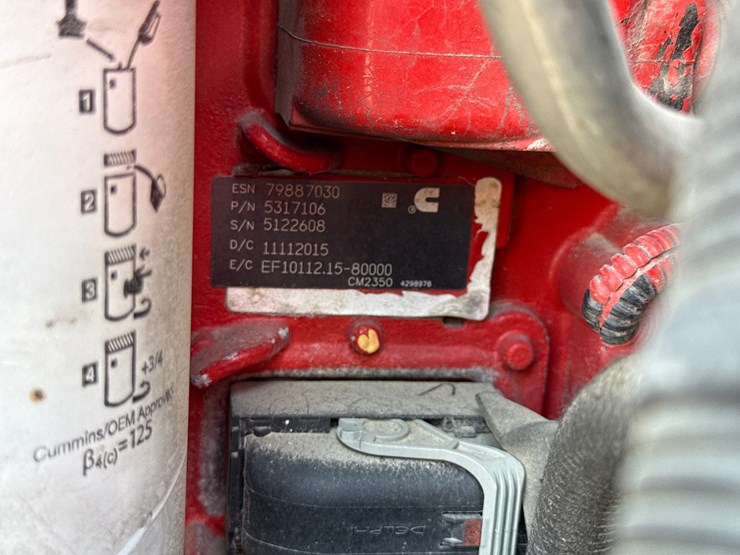 1
2
3
4
+3/4
Cummins/OEM Approved
β4(c)=125
ESN 79887030
P/N 5317106
S/N 5122608
D/C 11112015
E/C EF10112.15-80000
CM2350 4298976
DELPHI